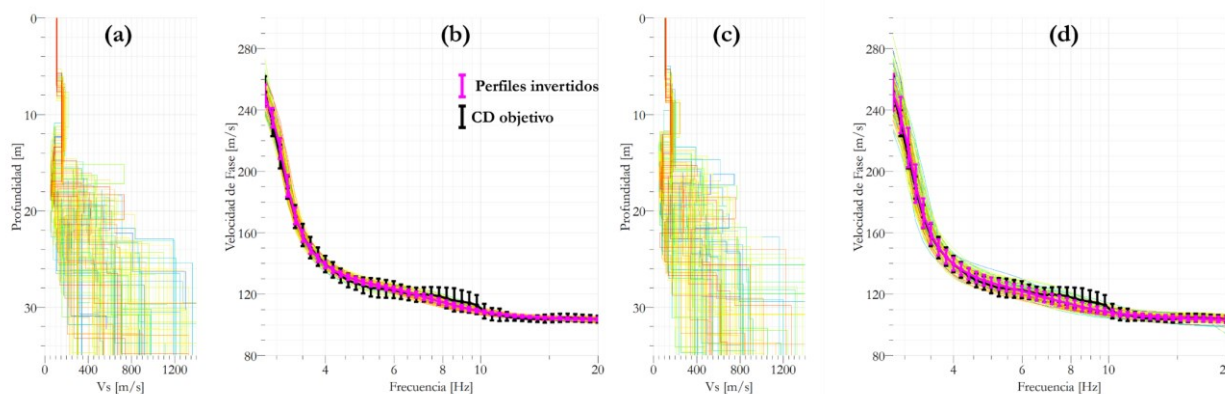 (a)
0
10
20
30
Profundidad [m]
0 400 800 1200
Vs [m/s]
(b)
280
240
200
160
120
80
Velocidad de Fase [m/s]
Perfiles invertidos
CD objetivo
4 6 8 10 20
Frecuencia [Hz]
(c)
0
10
20
30
Profundidad [m]
0 400 800 1200
Vs [m/s]
(d)
280
240
200
160
120
80
Velocidad de Fase [m/s]
4 6 8 10
Frecuencia [Hz]